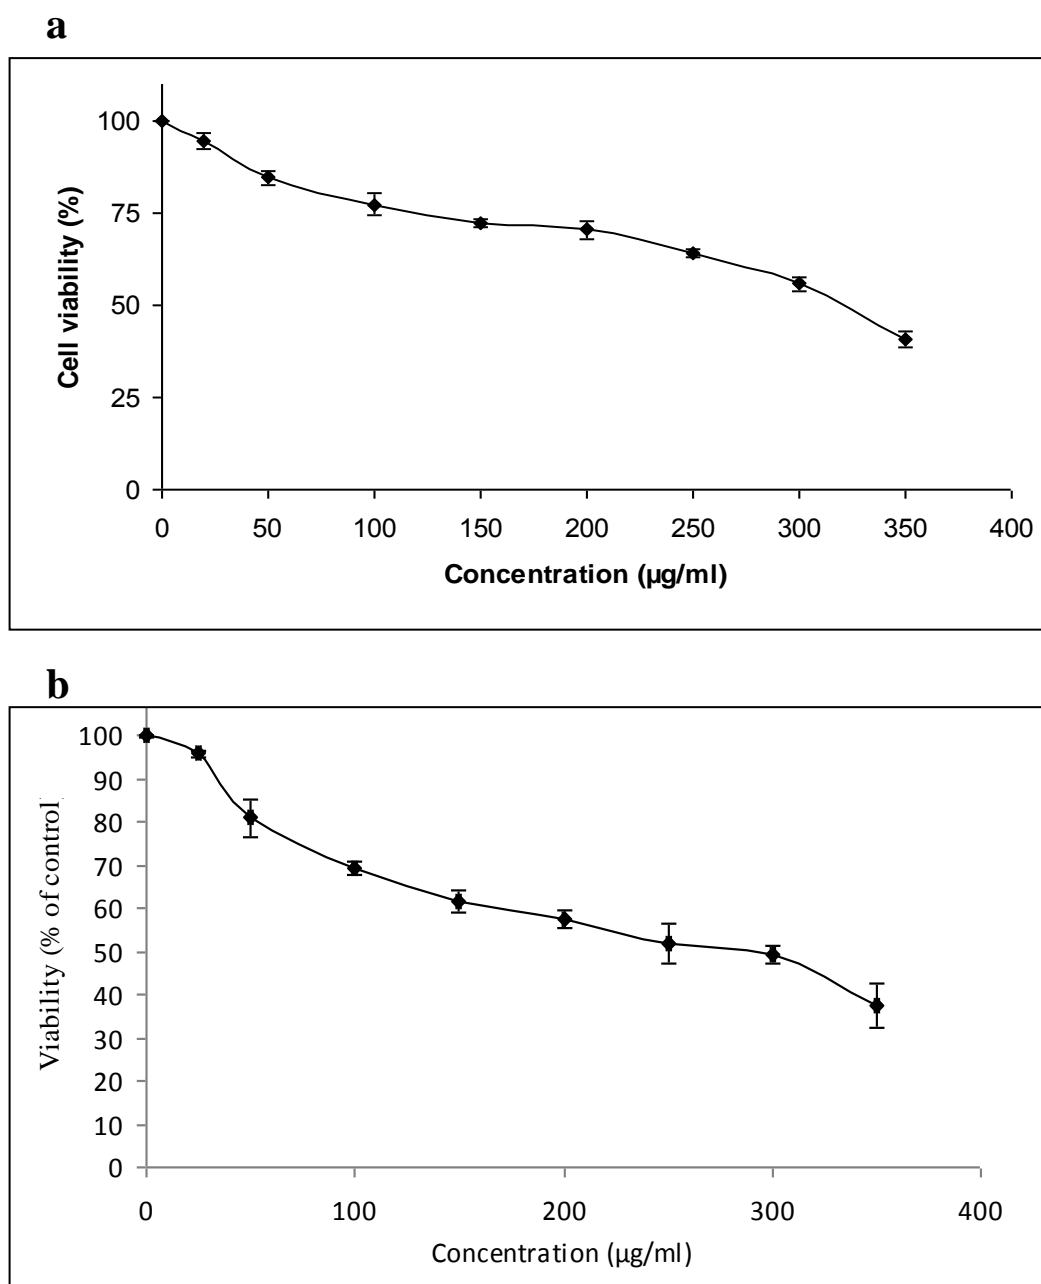 a
100
75
50
25
0
Cell viability (%)
0 50 100 150 200 250 300 350 400
Concentration (µg/ml)
b
100
90
80
70
60
50
40
30
20
10
0
Viability (% of control
0 100 200 300 400
Concentration (µg/ml)